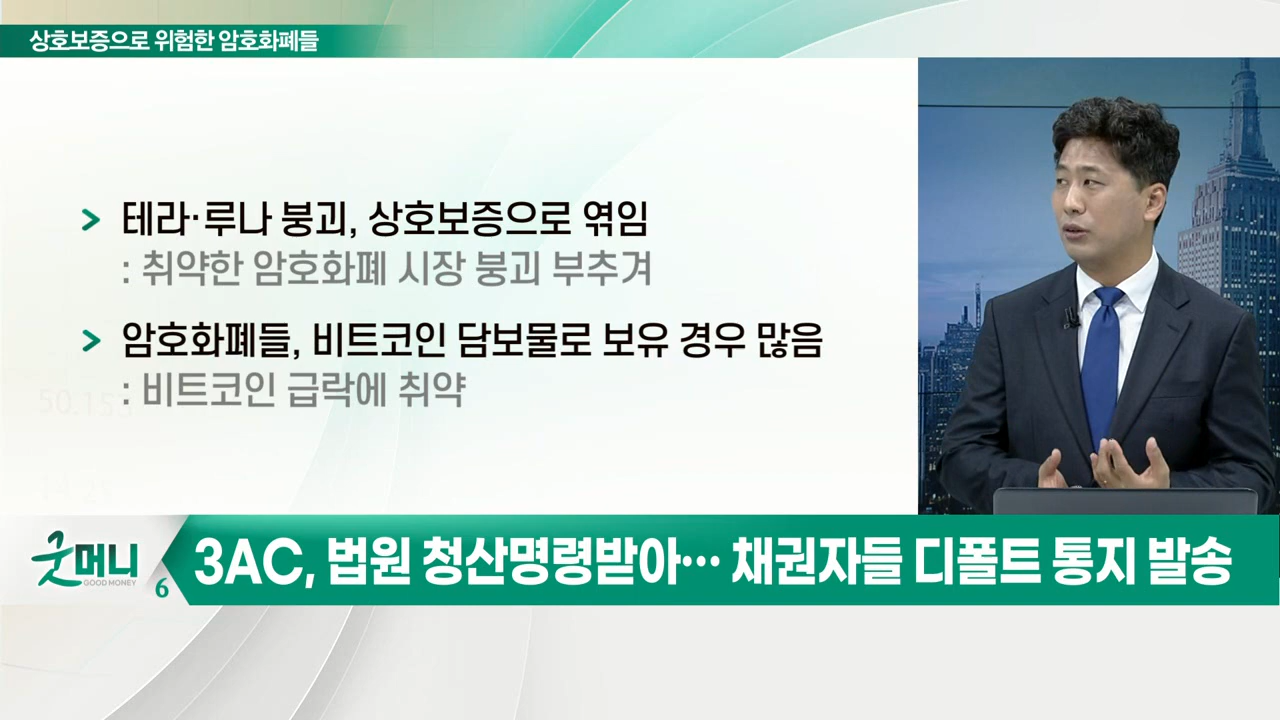 상호보증으로 위험한 암호화폐들
> 테라·루나 붕괴, 상호보증으로 엮임
: 취약한 암호화폐 시장 붕괴 부추겨
> 암호화폐들, 비트코인 담보물로 보유 경우 많음
: 비트코인 급락에 취약
50.158
굿머니
GOOD MONEY
6
3AC, 법원 청산명령받아… 채권자들 디폴트 통지 발송